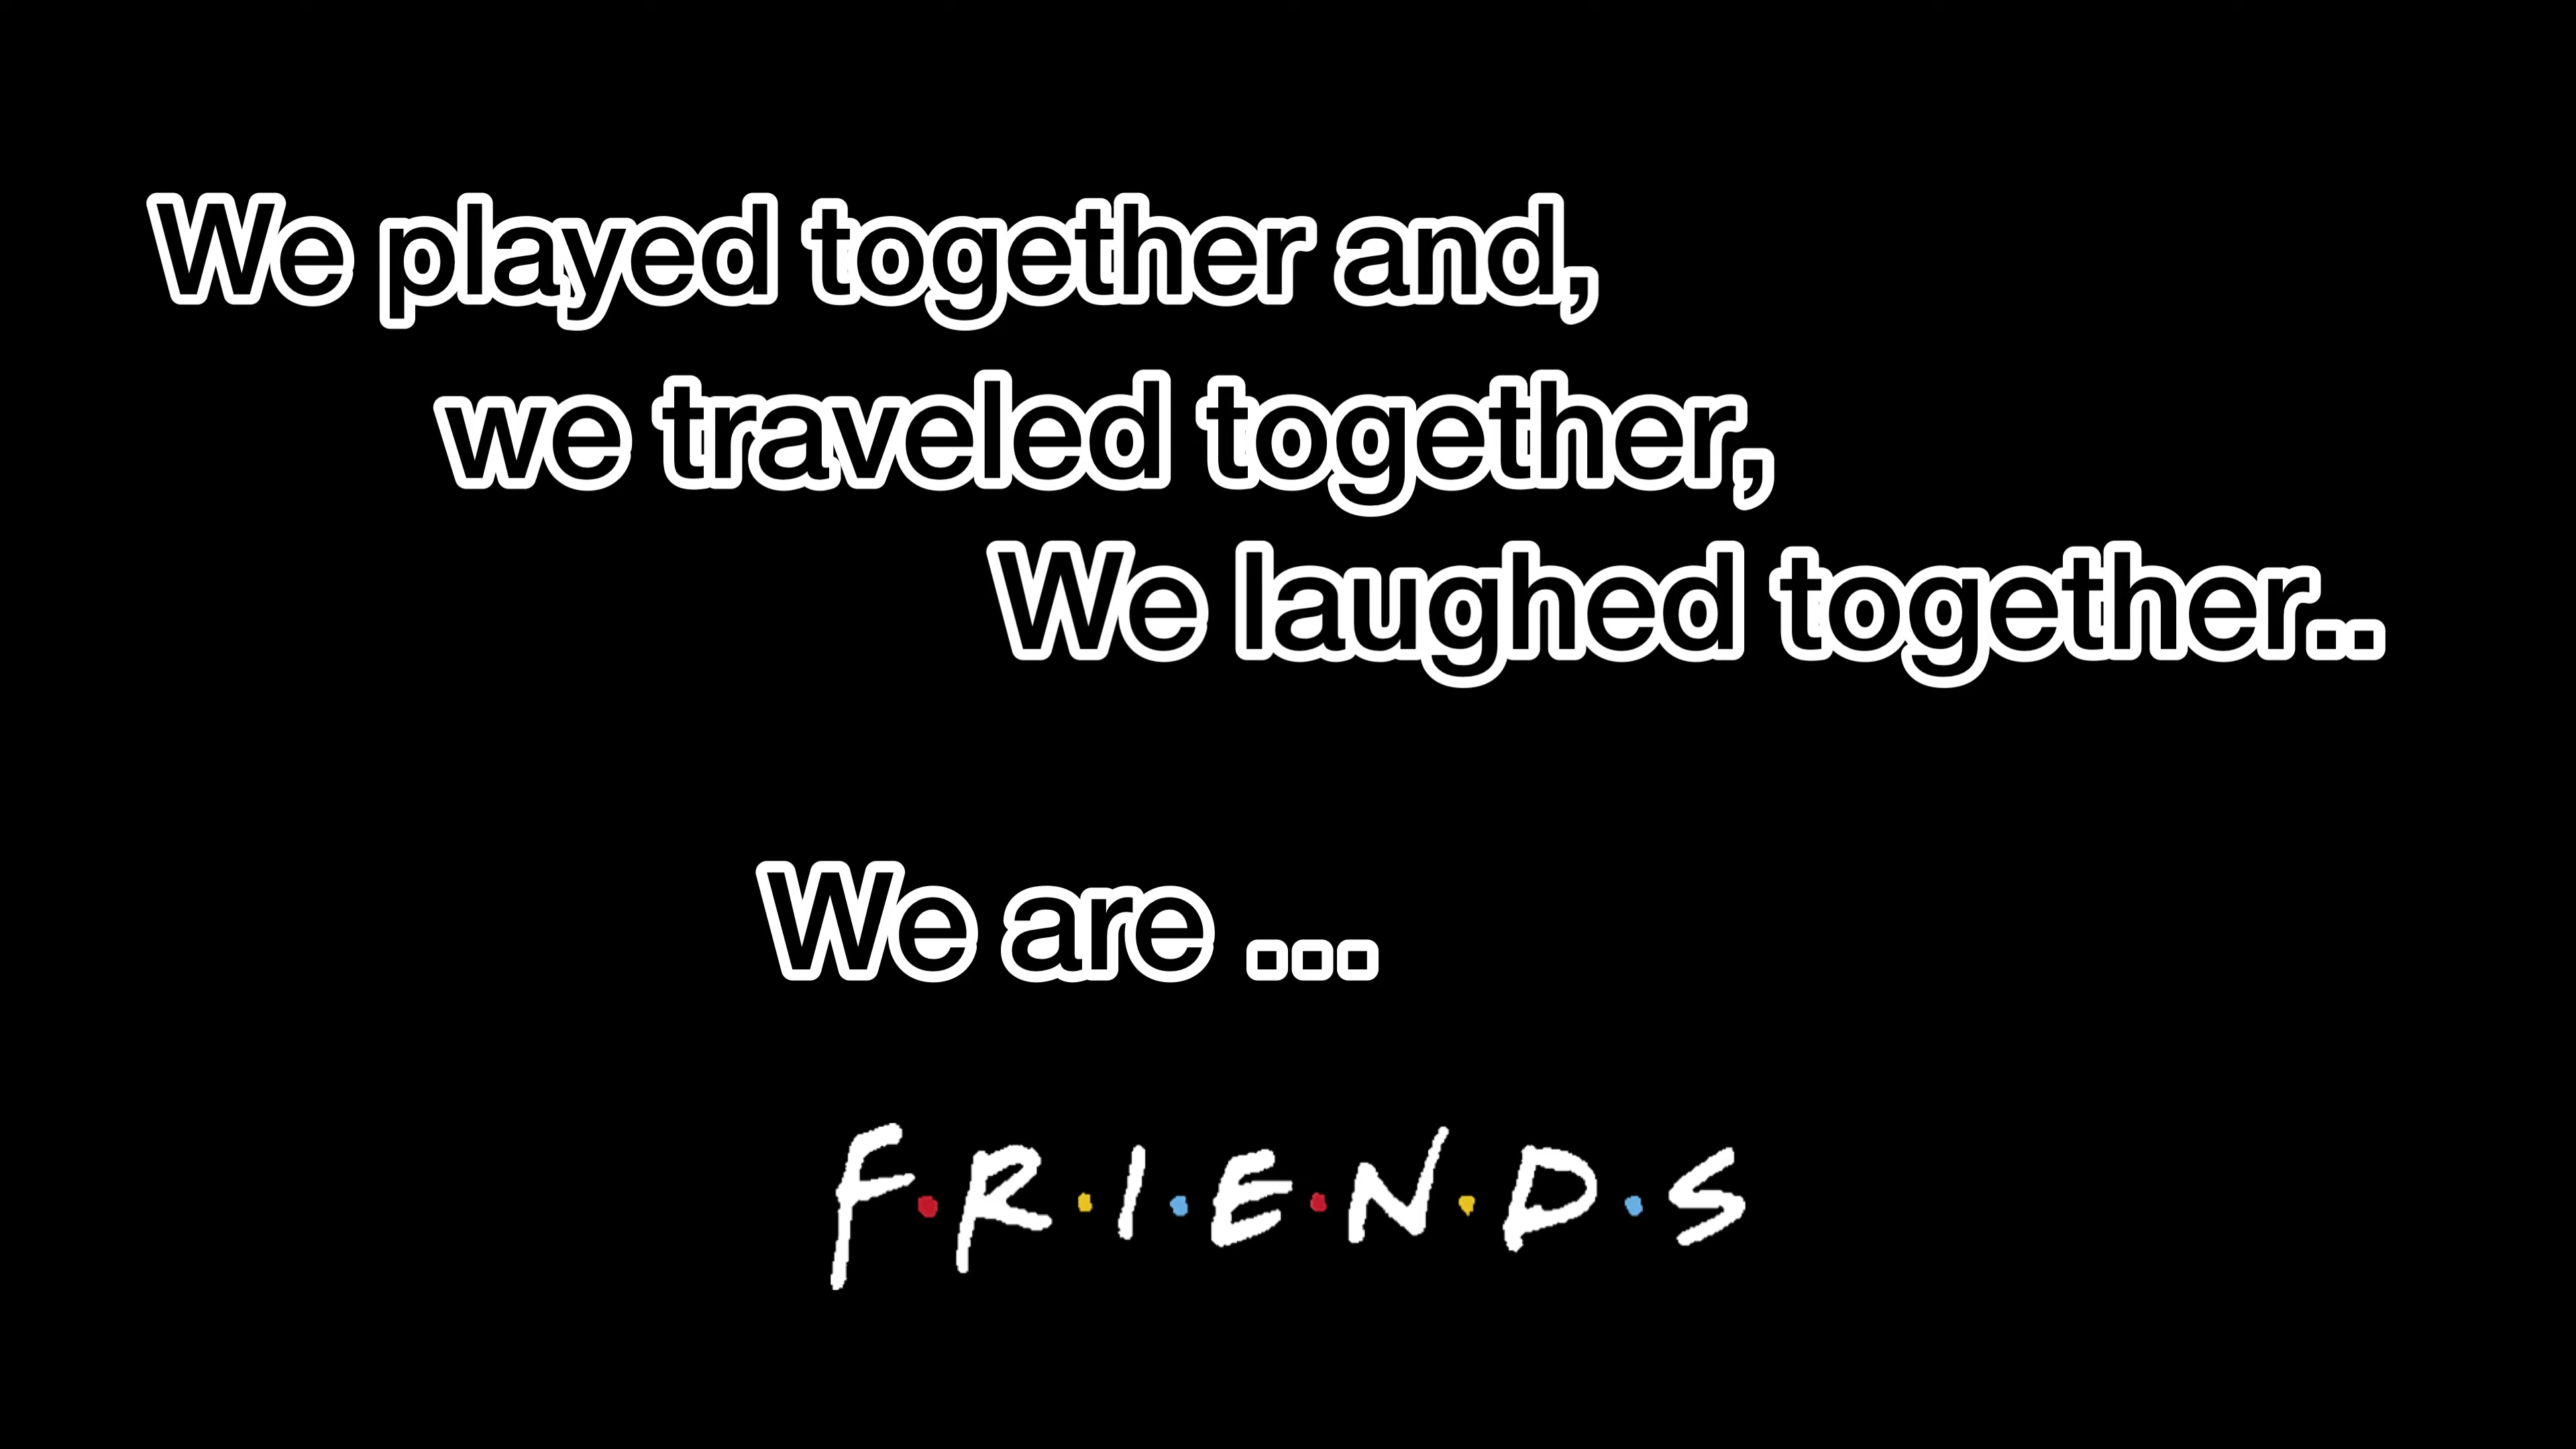 We played together and,
we traveled together,
We laughed together..
We are ...
F•R•I•E•N•D•S